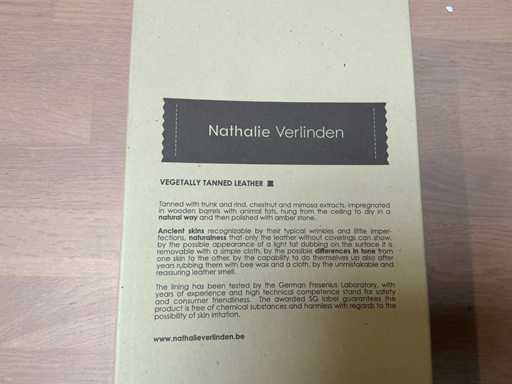 Nathalie Verlinden
VEGETALLY TANNED LEATHER
Tanned with trunk and rind, chestnut and mimosa extracts, impregnated
in wooden barrels with animal fats, hung from the ceiling to dry in a
natural way and then polished with amber stone.
Ancient skins recognizable by their typical wrinkles and little imper-
fections, naturalness that only the leather without coverings can show,
by the possible appearance of a light fat dubbing on the surface it is
removable with a simple cloth, by the possible differences in tone from
one skin to the other, by the capability to do themselves up also after
years rubbing them with bee wax and a cloth, by the unmistakable and
reassuring leather smell.
The lining has been tested by the German Fresenius Laboratory, with
years of experience and high technical competence stand for safety
and consumer friendliness. The awarded SG label guarantees the
product is free of chemical substances and harmless with regards to the
possibility of skin irritation.
www.nathalieverlinden.be